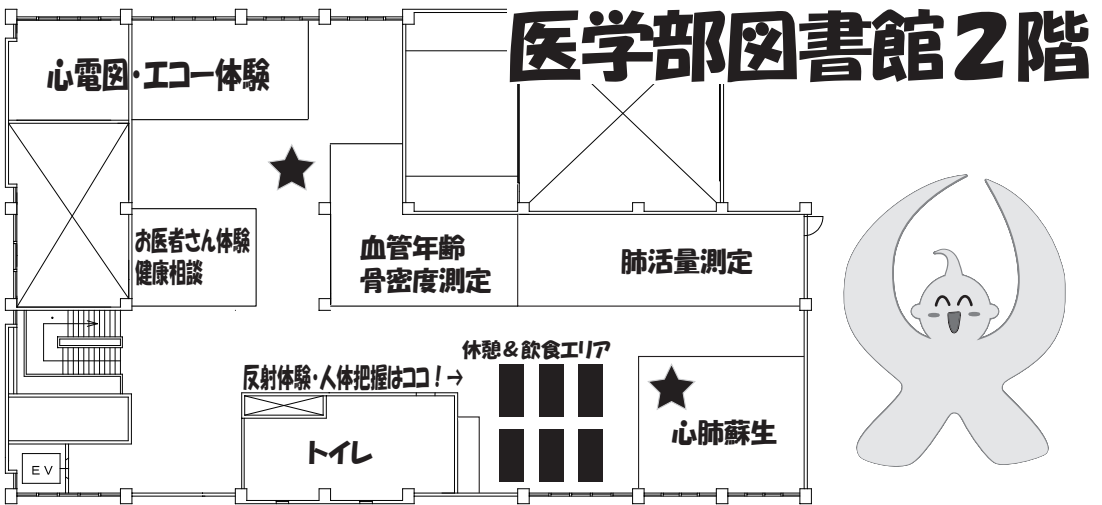 医学部図書館2階
心電図・エコー体験
お医者さん体験
健康相談
血管年齢
骨密度測定
肺活量測定
休憩＆飲食エリア
反射体験・人体把握はココ！→
心肺蘇生
トイレ
EV